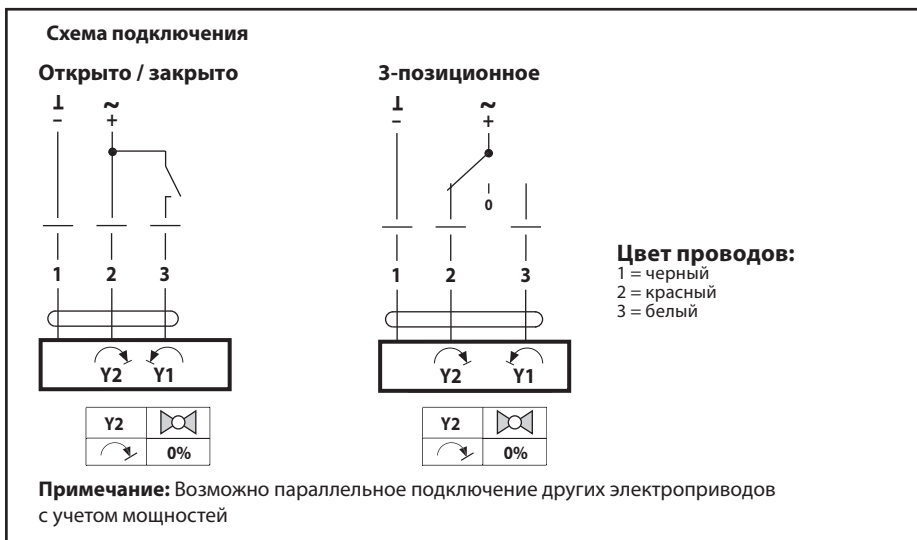 Схема подключения
Открыто / закрыто
3-позиционное
⊥ ~
– +
⊥ ~
– +
0
1 2 3
1 2 3
Цвет проводов:
1 = черный
2 = красный
3 = белый
Y2 Y1
Y2 Y1
Y2
0%
Y2
0%
Примечание: Возможно параллельное подключение других электроприводов
с учетом мощностей